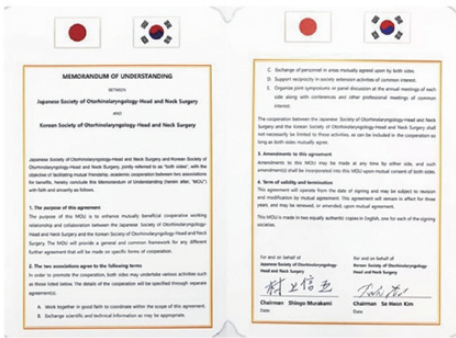 MEMORANDUM OF UNDERSTANDING
BETWEEN
Japanese Society of Otorhinolaryngology-Head and Neck Surgery
AND
Korean Society of Otorhinolaryngology-Head and Neck Surgery
Japanese Society of Otorhinolaryngology-Head and Neck Surgery and Korean Society of
Otorhinolaryngology-Head and Neck Surgery, jointly referred to as "both sides", with the
objective of facilitating mutual friendship, academic cooperation between two associations
for benefits, hereby conclude this Memorandum of Understanding (herein after, "MOU")
with faith and sincerity as follows.
1. The purpose of this agreement
The purpose of this MOU is to enhance mutually beneficial cooperative working
relationship and collaboration between the Japanese Society of Otorhinolaryngology-Head
and Neck Surgery and the Korean Society of Otorhinolaryngology-Head and Neck
Surgery. The MOU will provide a general and common framework for any different
further agreement that will be made on specific forms of cooperation.
2. The two associations agree to the following terms
In order to promote the cooperation, both sides may undertake various activities such
as those listed below. The details of the cooperation will be specified through separate
agreement(s).
A. Work together in good faith to coordinate within the scope of this agreement.
B. Exchange scientific and technical information as may be appropriate.
C. Exchange of personnel in areas mutually agreed upon by both sides.
D. Support reciprocity in society extension activities of common interest.
E. Organize joint symposiums or panel discussion at the annual meetings of each
side along with conferences and other professional meetings of common
interest.
The cooperation between the Japanese Society of Otorhinolaryngology-Head and Neck Surgery
and the Korean Society of Otorhinolaryngology-Head and Neck Surgery shall
not necessarily be limited to those activities, as can be included in the cooperation as
long as both sides mutually agree.
3. Amendments to this agreement
Amendments to this MOU may be made at any time by either side, and such
amendment(s) shall be incorporated into this MOU upon mutual consent of both sides.
4. Term of validity and termination
This agreement will operate from the date of signing and may be subject to revision
and modification by mutual agreement. This agreement will remain in effect for three
years, and may be renewed, or annulled, upon mutual agreement.
This MOU is made in two equally authentic copies in English, one for each of the signing
societies.
For and on behalf of
Japanese Society of Otorhinolaryngology-
Head and Neck Surgery
村上信五
Chairman Shingo Murakami
Date:
For and on behalf of
Korean Society of Otorhinolaryngology-
Head and Neck Surgery
Chairman Se-Heon Kim
Date: